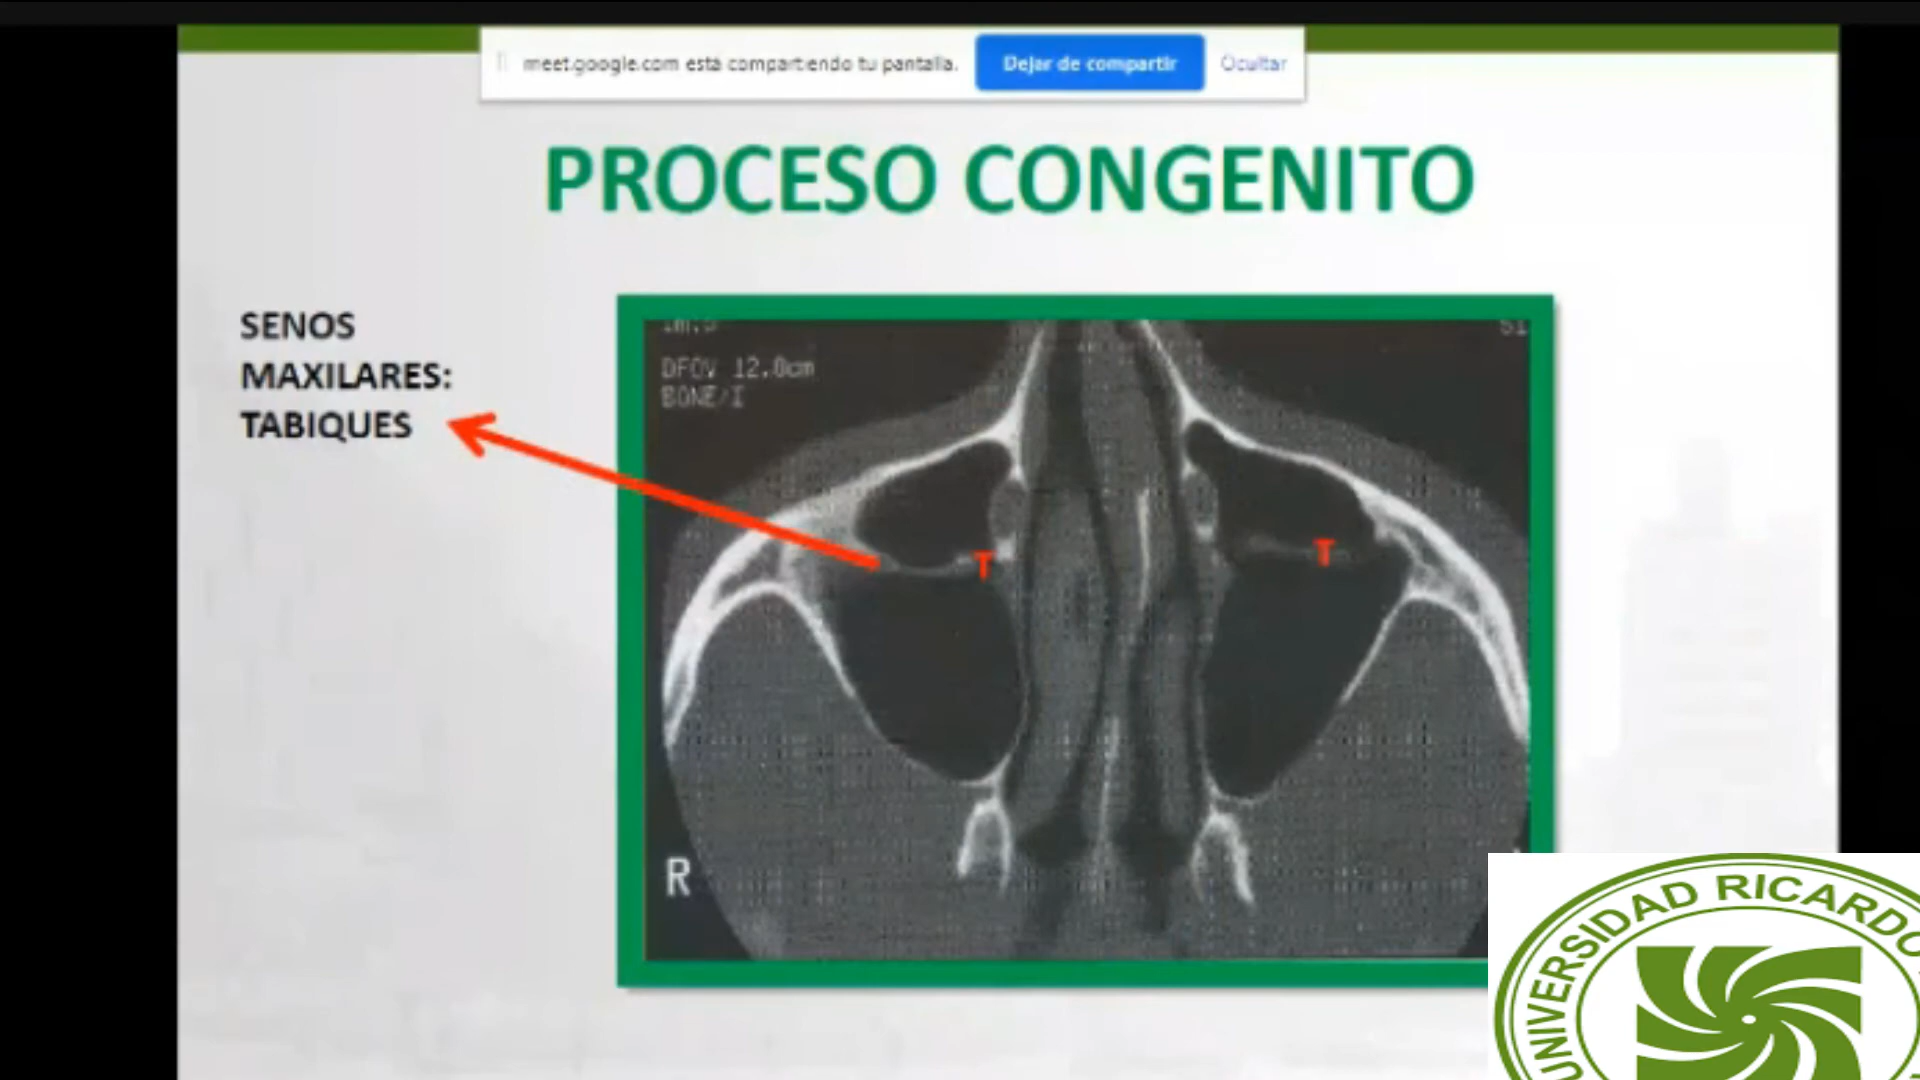 meet.google.com está compartiendo tu pantalla.
Dejar de compartir
Ocultar
PROCESO CONGENITO
SENOS
MAXILARES:
TABIQUES
DFOV 12.0cm
BONE/I
T
T
R
UNIVERSIDAD RICARDO